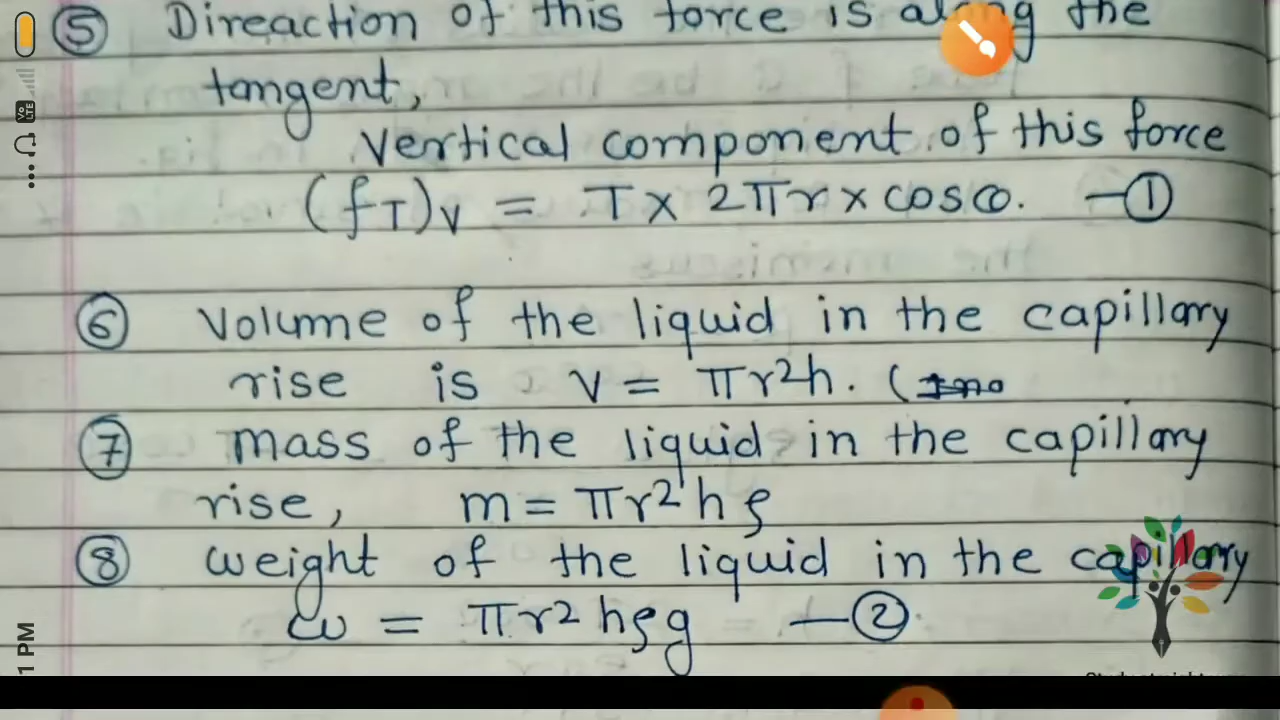 ⑤ Direaction of this force is along the
tangent,
vertical component of this force
(fT)v = T x 2πr x cosθ. —①
⑥ Volume of the liquid in the capillary
rise is V = πr²h. (
⑦ mass of the liquid in the capillary
rise, m = πr²hρ
⑧ weight of the liquid in the capillary
w = πr²hρg —②
1 PM